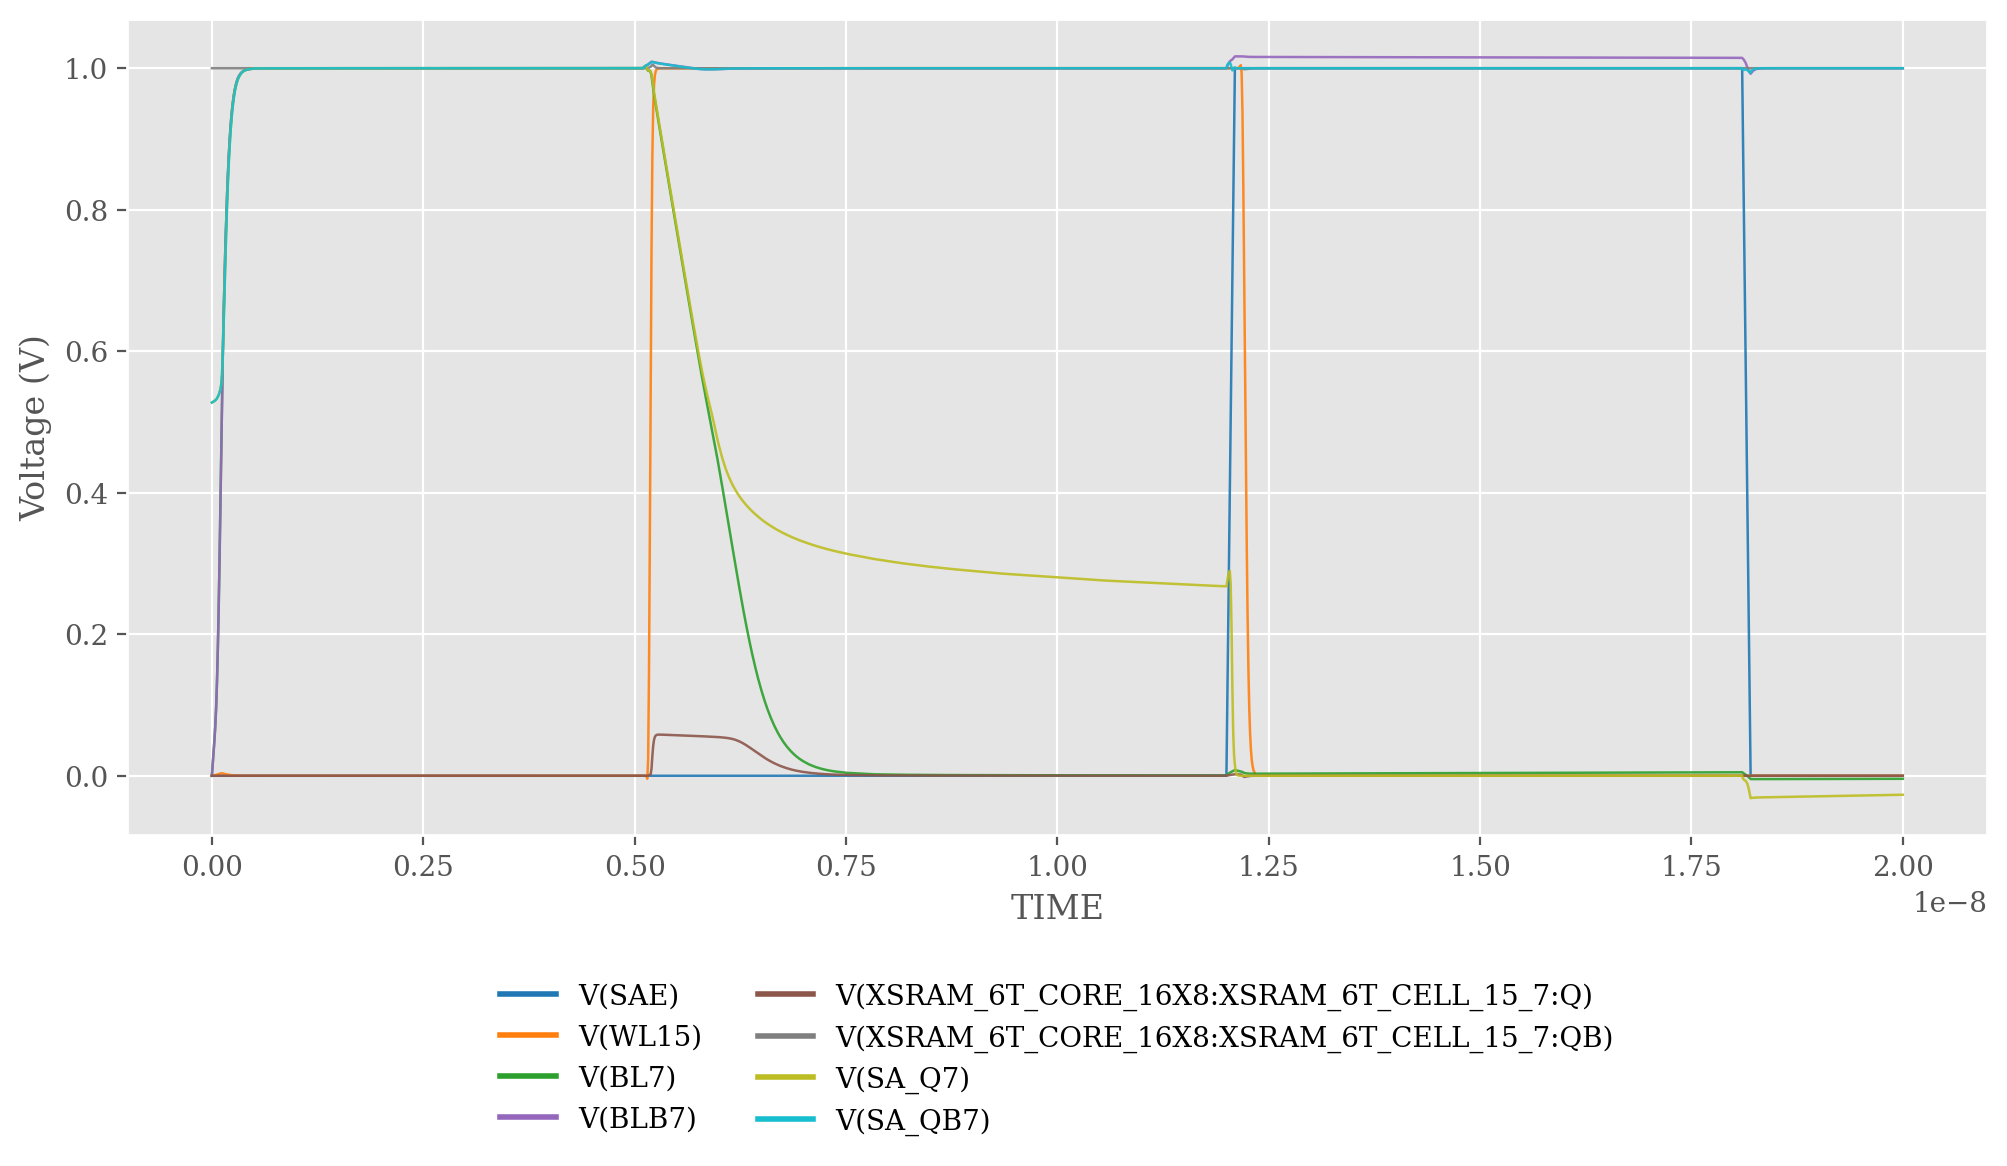 1.0
0.8
0.6
0.4
0.2
0.0
Voltage (V)
0.00 0.25 0.50 0.75 1.00 1.25 1.50 1.75 2.00
1e−8
TIME
V(SAE)
V(WL15)
V(BL7)
V(BLB7)
V(XSRAM_6T_CORE_16X8:XSRAM_6T_CELL_15_7:Q)
V(XSRAM_6T_CORE_16X8:XSRAM_6T_CELL_15_7:QB)
V(SA_Q7)
V(SA_QB7)